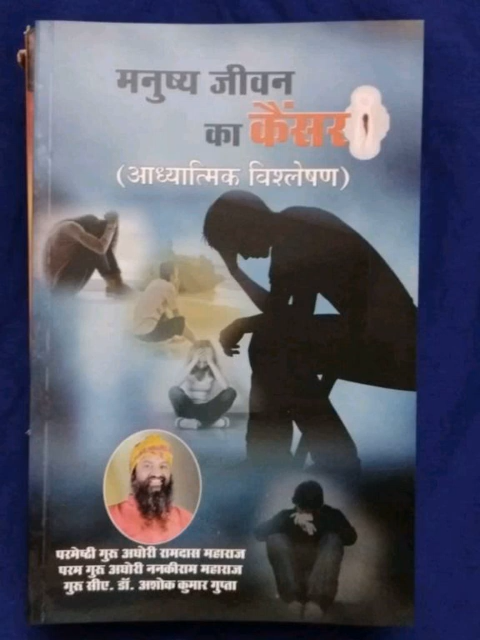 मनुष्य जीवन
का कैंसर
(आध्यात्मिक विश्लेषण)
परमेष्ठी गुरू अघोरी रामदास महाराज
परम गुरू अघोरी ननकीराम महाराज
गुरू सीए. डॉ. अशोक कुमार गुप्ता